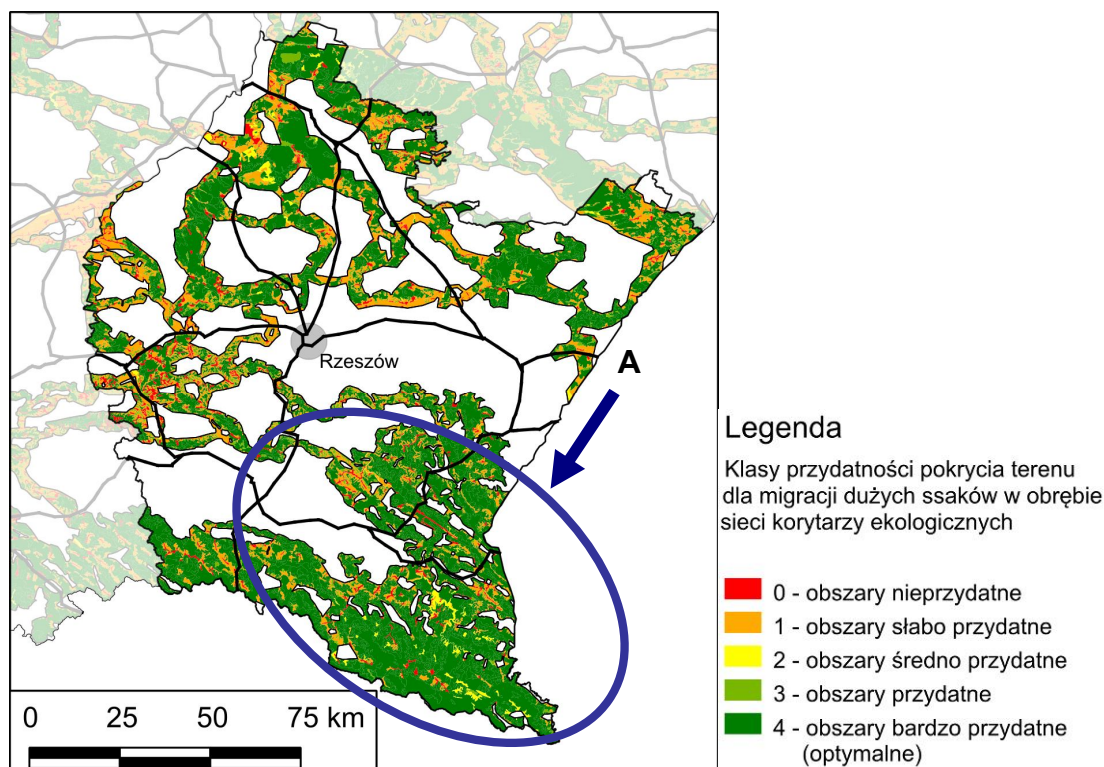 Rzeszów
A
0 25 50 75 km
Legenda
Klasy przydatności pokrycia terenu
dla migracji dużych ssaków w obrębie
sieci korytarzy ekologicznych
0 - obszary nieprzydatne
1 - obszary słabo przydatne
2 - obszary średno przydatne
3 - obszary przydatne
4 - obszary bardzo przydatne
(optymalne)